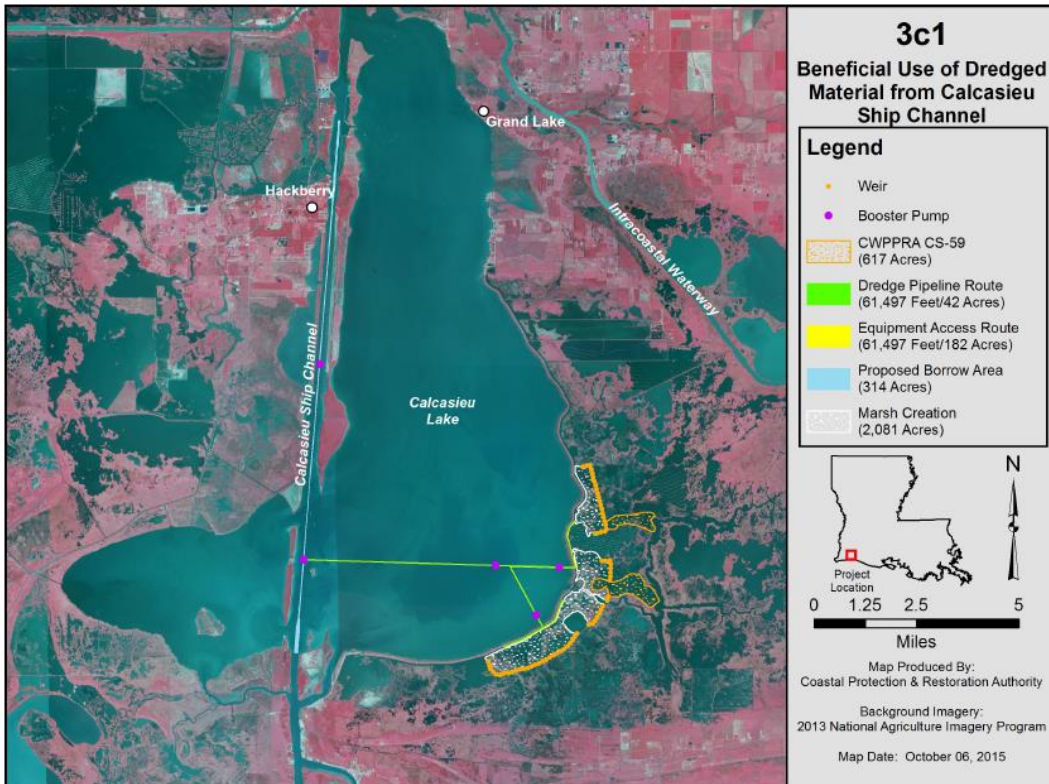 Grand Lake
Hackberry
Intracoastal Waterway
Calcasieu Ship Channel
Calcasieu
Lake
3c1
Beneficial Use of Dredged
Material from Calcasieu
Ship Channel
Legend
Weir
Booster Pump
CWPPRA CS-59
(617 Acres)
Dredge Pipeline Route
(61,497 Feet/42 Acres)
Equipment Access Route
(61,497 Feet/182 Acres)
Proposed Borrow Area
(314 Acres)
Marsh Creation
(2,081 Acres)
N
Project
Location
0 1.25 2.5 5
Miles
Map Produced By:
Coastal Protection & Restoration Authority
Background Imagery:
2013 National Agriculture Imagery Program
Map Date: October 06, 2015